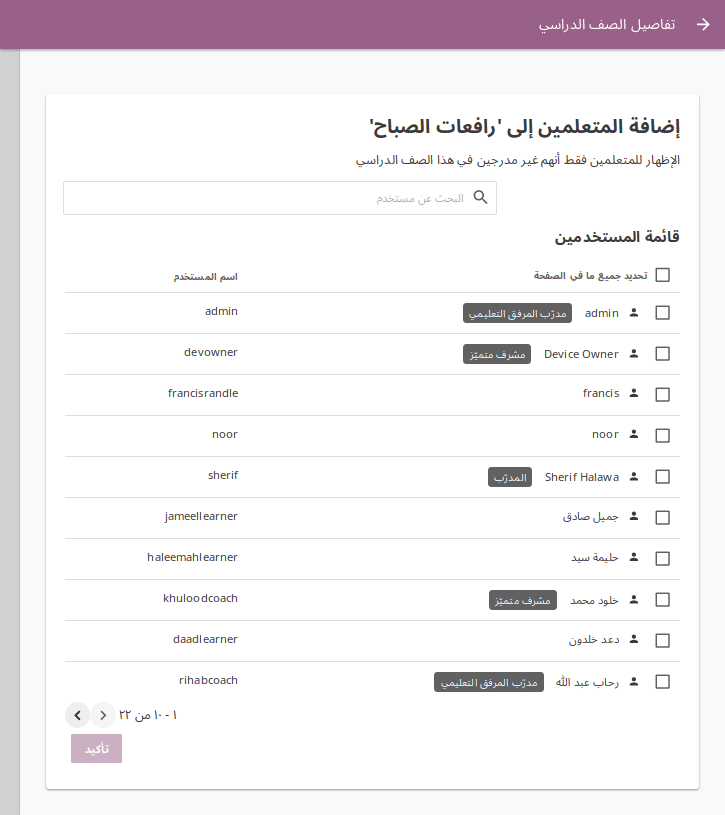 تفاصيل الصف الدراسي
إضافة المتعلمين إلى 'رافعات الصباح'
الإظهار للمتعلمين فقط أنهم غير مدرجين في هذا الصف الدراسي
البحث عن مستخدم
قائمة المستخدمين
تحديد جميع ما في الصفحة اسم المستخدم
admin مدرّب المرفق التعليمي admin
Device Owner مشرف متميّز devowner
francis francisrandle
noor noor
Sherif Halawa المدرّب sherif
جميل صادق jameellearner
حليمة سيد haleemahlearner
خلود محمد مشرف متميّز khuloodcoach
دعد خلدون daadlearner
رحاب عبد الله مدرّب المرفق التعليمي rihabcoach
١ - ١٠ من ٢٢
تأكيد